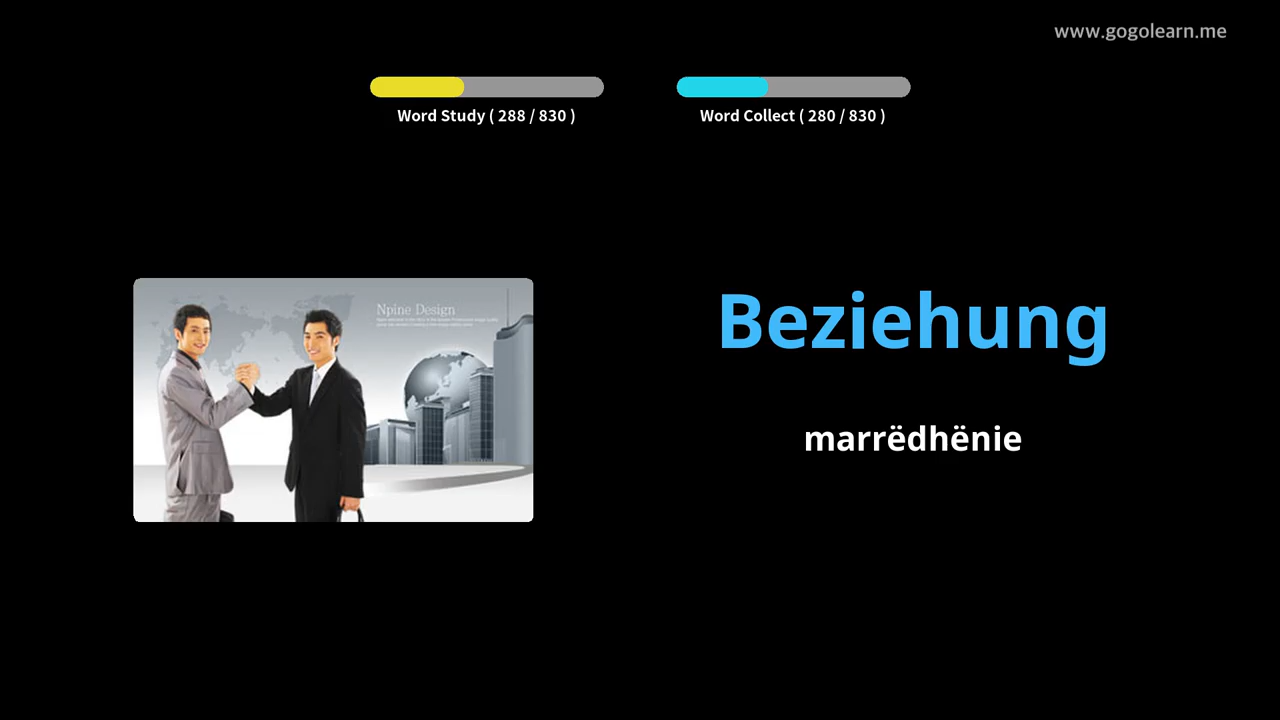 www.gogolearn.me
Word Study ( 288 / 830 )
Word Collect ( 280 / 830 )
Npine Design
Beziehung
marrëdhënie